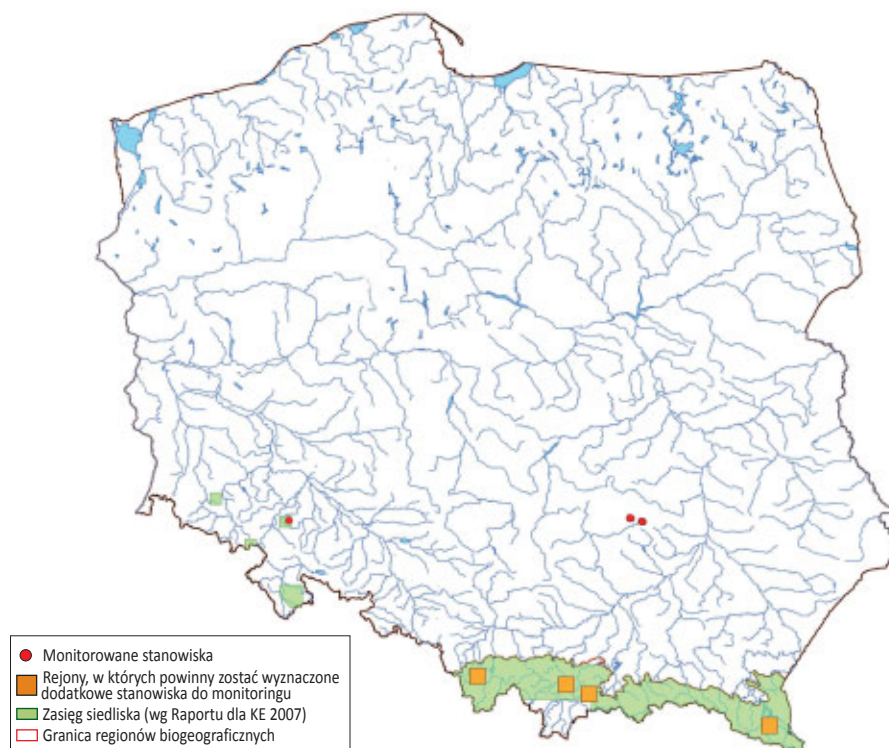 Monitorowane stanowiska
Rejony, w których powinny zostać wyznaczone
dodatkowe stanowiska do monitoringu
Zasięg siedliska (wg Raportu dla KE 2007)
Granica regionów biogeograficznych